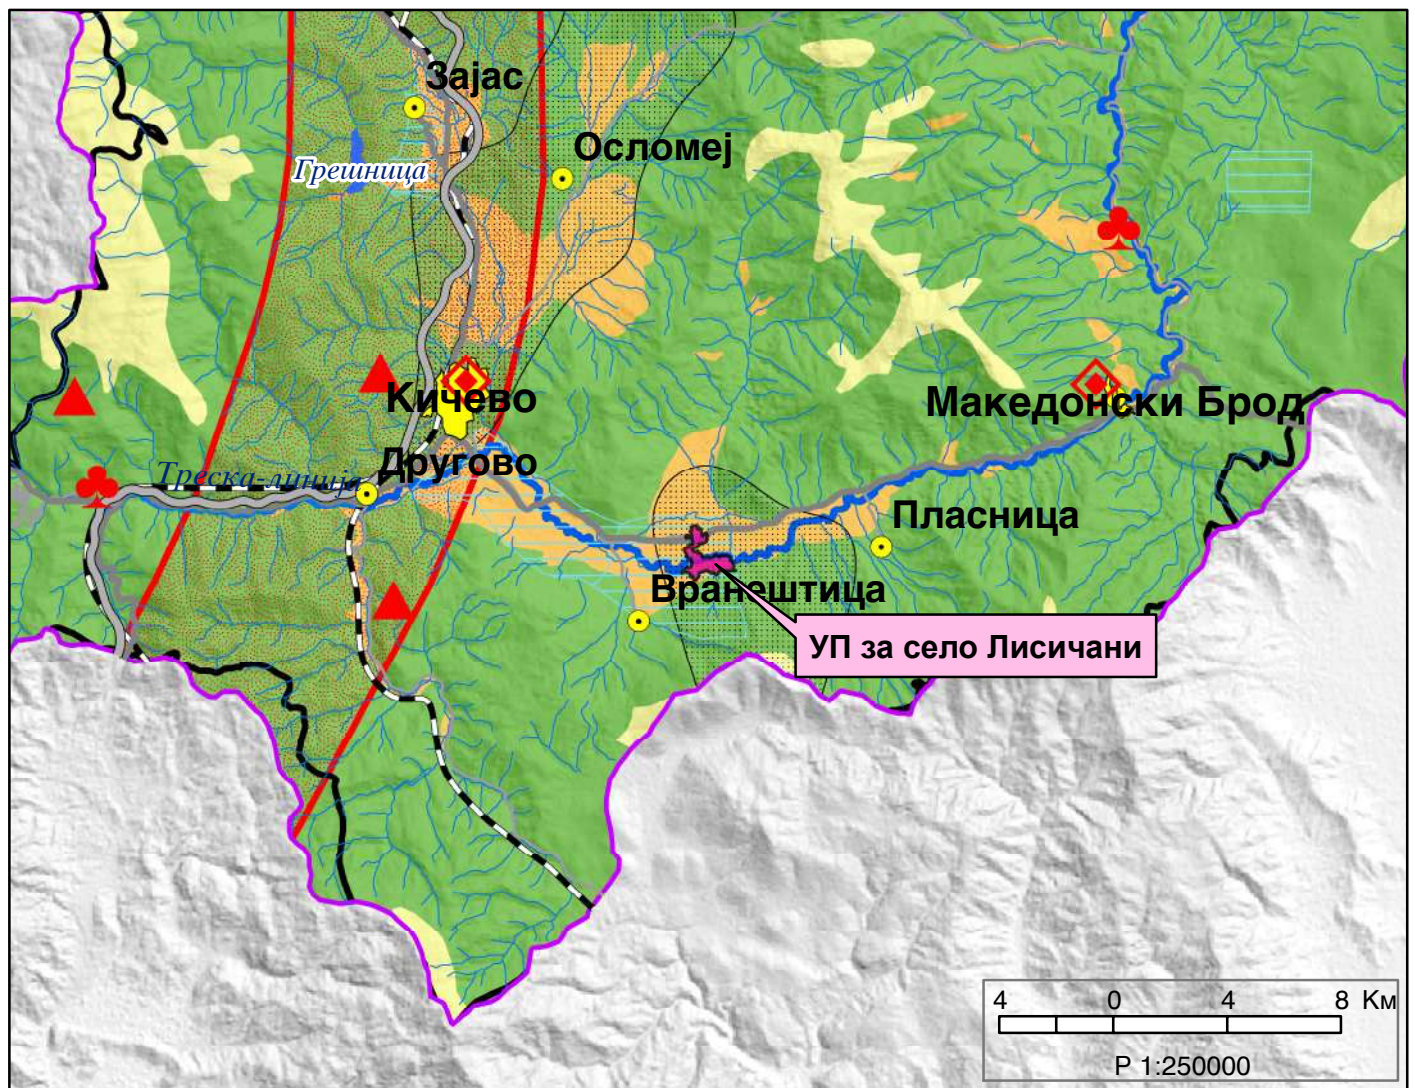 Зајас
Осломеј
Грешница
Кичево
Македонски Брод
Другово
Треска-линија
Пласница
Вранештица
УП за село Лисичани
4 0 4 8 Км
Р 1:250000